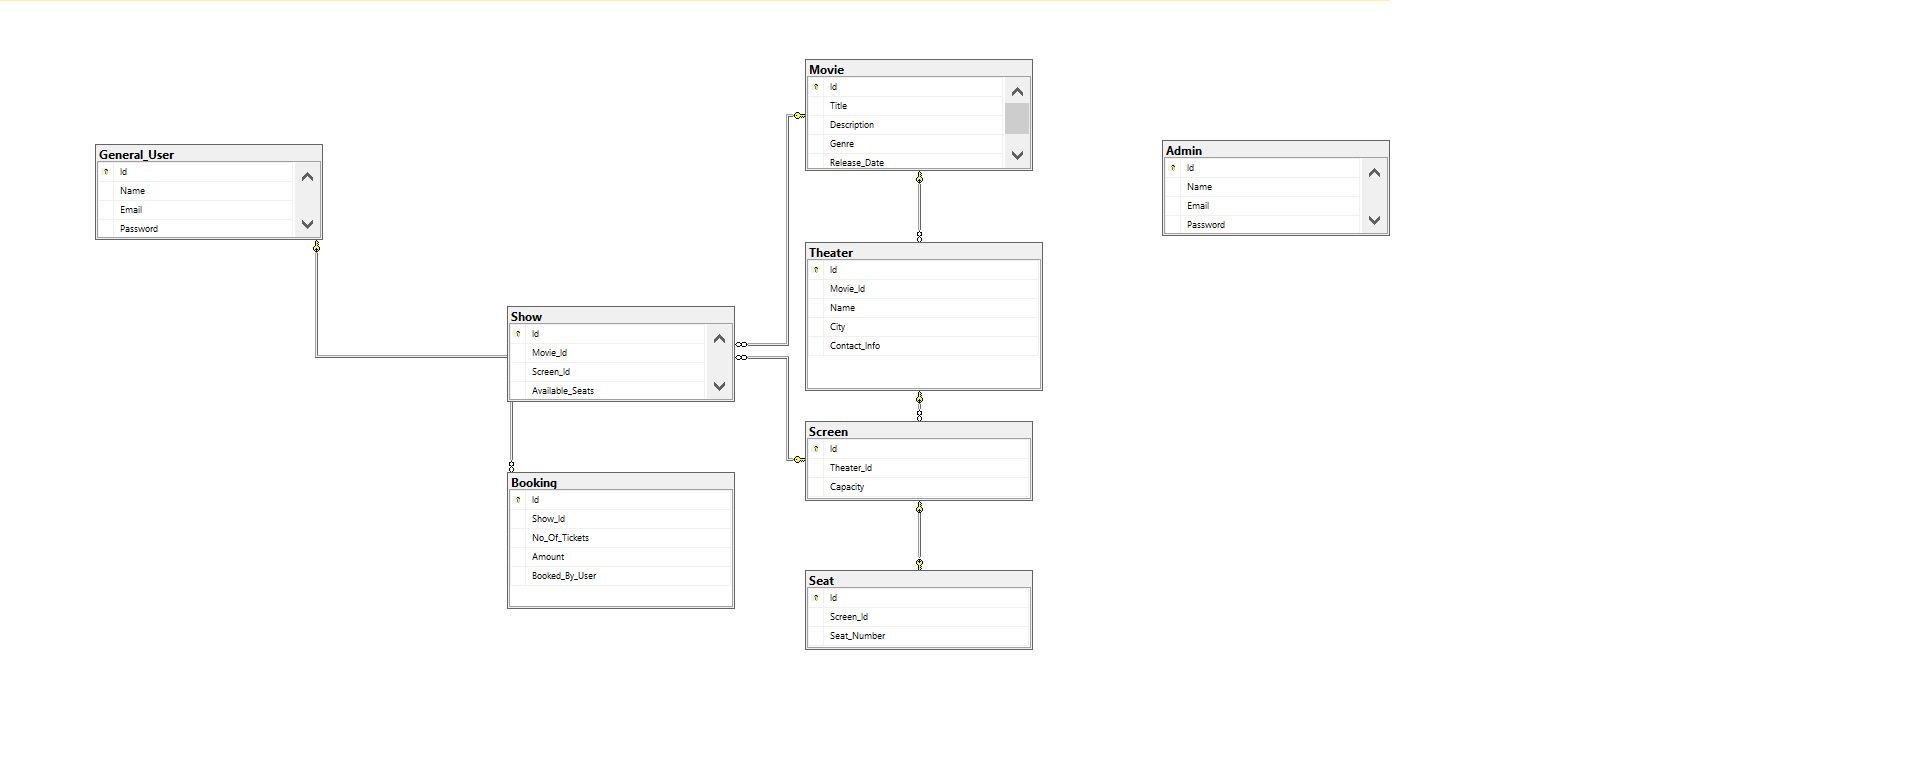 Movie
Id
Title
Description
Genre
Release_Date
General_User
Id
Name
Email
Password
Admin
Id
Name
Email
Password
Theater
Id
Movie_Id
Name
City
Contact_Info
Show
Id
Movie_Id
Screen_Id
Available_Seats
Screen
Id
Theater_Id
Capacity
Booking
Id
Show_Id
No_Of_Tickets
Amount
Booked_By_User
Seat
Id
Screen_Id
Seat_Number